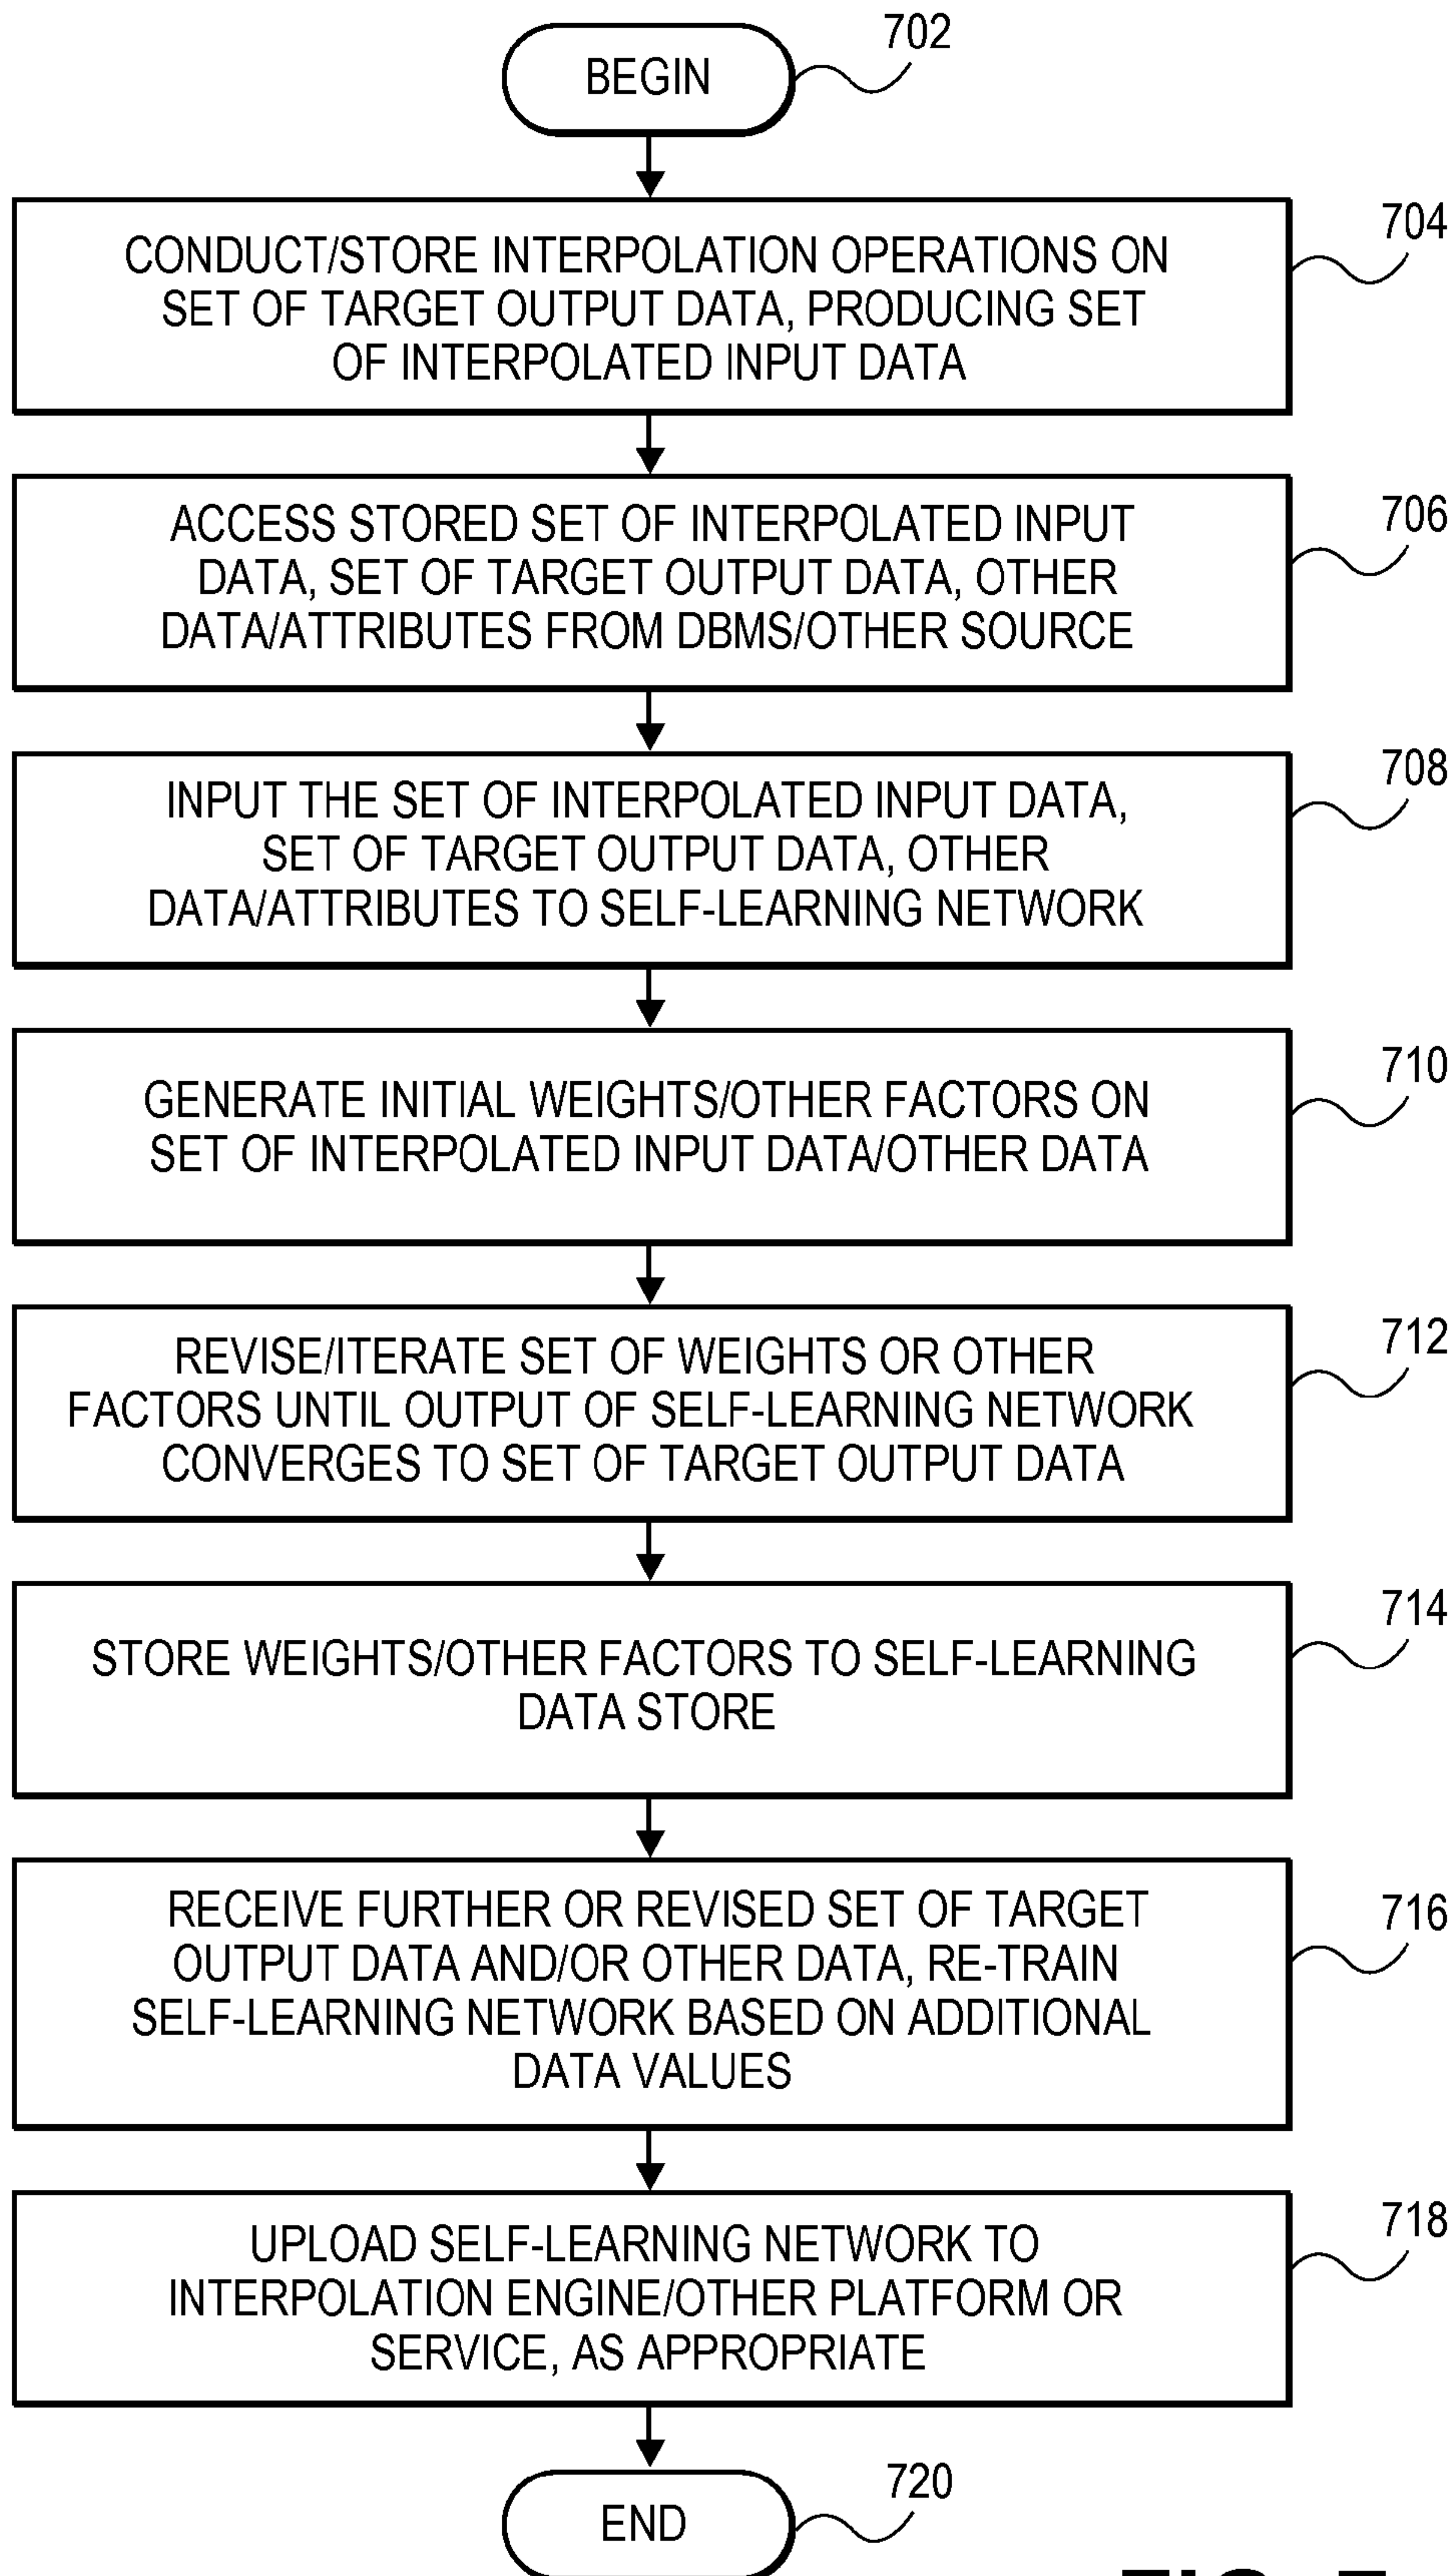 BEGIN
702
CONDUCT/STORE INTERPOLATION OPERATIONS ON
SET OF TARGET OUTPUT DATA, PRODUCING SET
OF INTERPOLATED INPUT DATA
704
ACCESS STORED SET OF INTERPOLATED INPUT
DATA, SET OF TARGET OUTPUT DATA, OTHER
DATA/ATTRIBUTES FROM DBMS/OTHER SOURCE
706
INPUT THE SET OF INTERPOLATED INPUT DATA,
SET OF TARGET OUTPUT DATA, OTHER
DATA/ATTRIBUTES TO SELF-LEARNING NETWORK
708
GENERATE INITIAL WEIGHTS/OTHER FACTORS ON
SET OF INTERPOLATED INPUT DATA/OTHER DATA
710
REVISE/ITERATE SET OF WEIGHTS OR OTHER
FACTORS UNTIL OUTPUT OF SELF-LEARNING NETWORK
CONVERGES TO SET OF TARGET OUTPUT DATA
712
STORE WEIGHTS/OTHER FACTORS TO SELF-LEARNING
DATA STORE
714
RECEIVE FURTHER OR REVISED SET OF TARGET
OUTPUT DATA AND/OR OTHER DATA, RE-TRAIN
SELF-LEARNING NETWORK BASED ON ADDITIONAL
DATA VALUES
716
UPLOAD SELF-LEARNING NETWORK TO
INTERPOLATION ENGINE/OTHER PLATFORM OR
SERVICE, AS APPROPRIATE
718
END
720